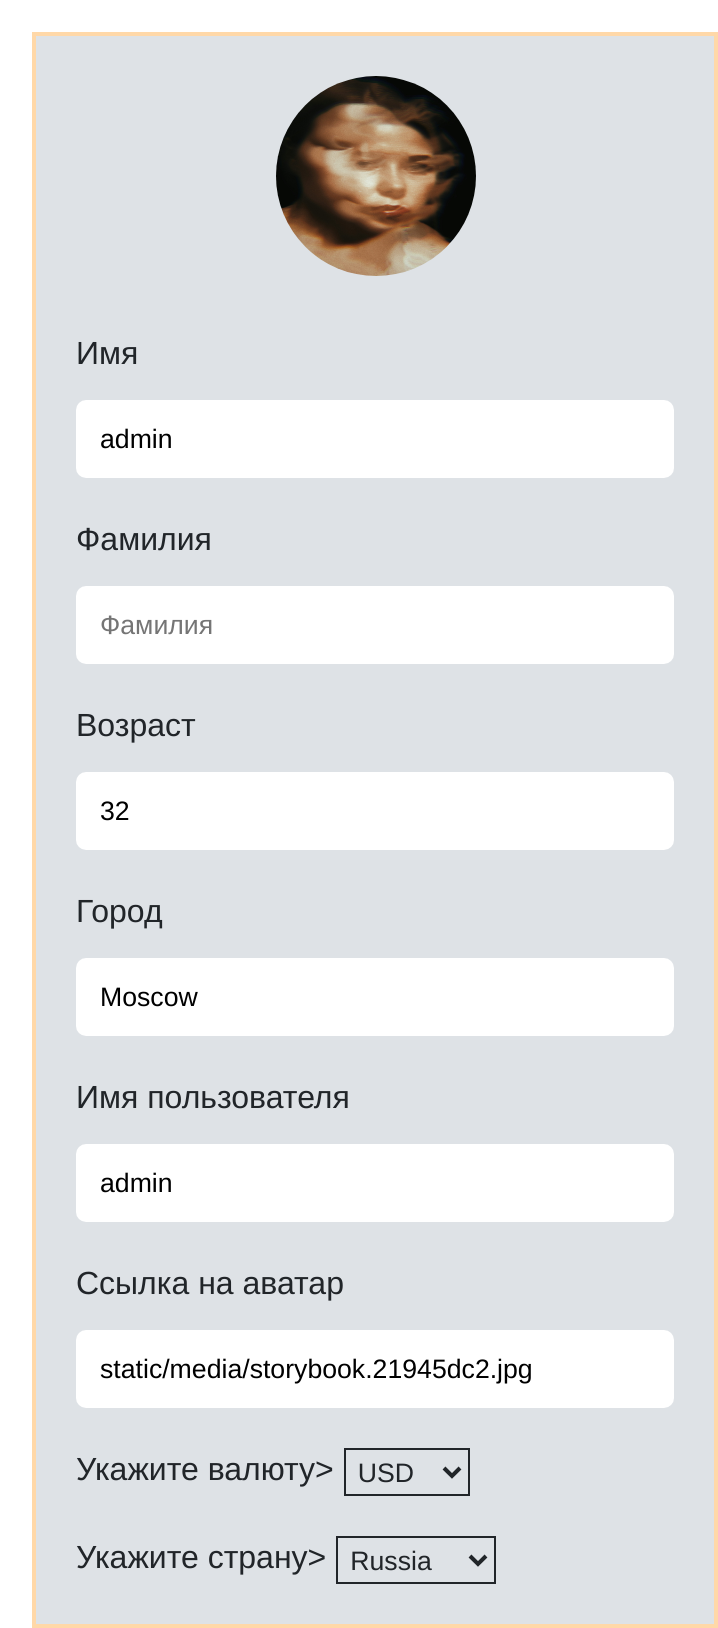 Имя
admin
Фамилия
Фамилия
Возраст
32
Город
Moscow
Имя пользователя
admin
Ссылка на аватар
static/media/storybook.21945dc2.jpg
Укажите валюту> USD
Укажите страну> Russia